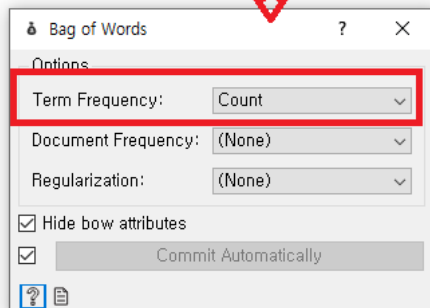 Bag of Words ? ×
Options
Term Frequency: Count
Document Frequency: (None)
Regularization: (None)
Hide bow attributes
Commit Automatically
?